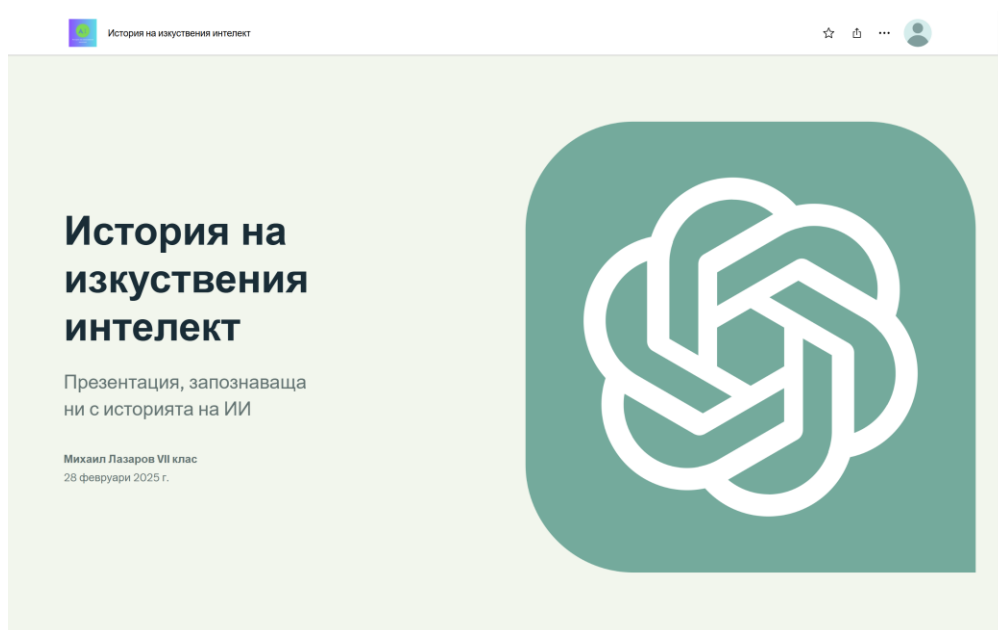 История на изкуствения интелект
История на
изкуствения
интелект
Презентация, запознаваща
ни с историята на ИИ
Михаил Лазаров VII клас
28 февруари 2025 г.